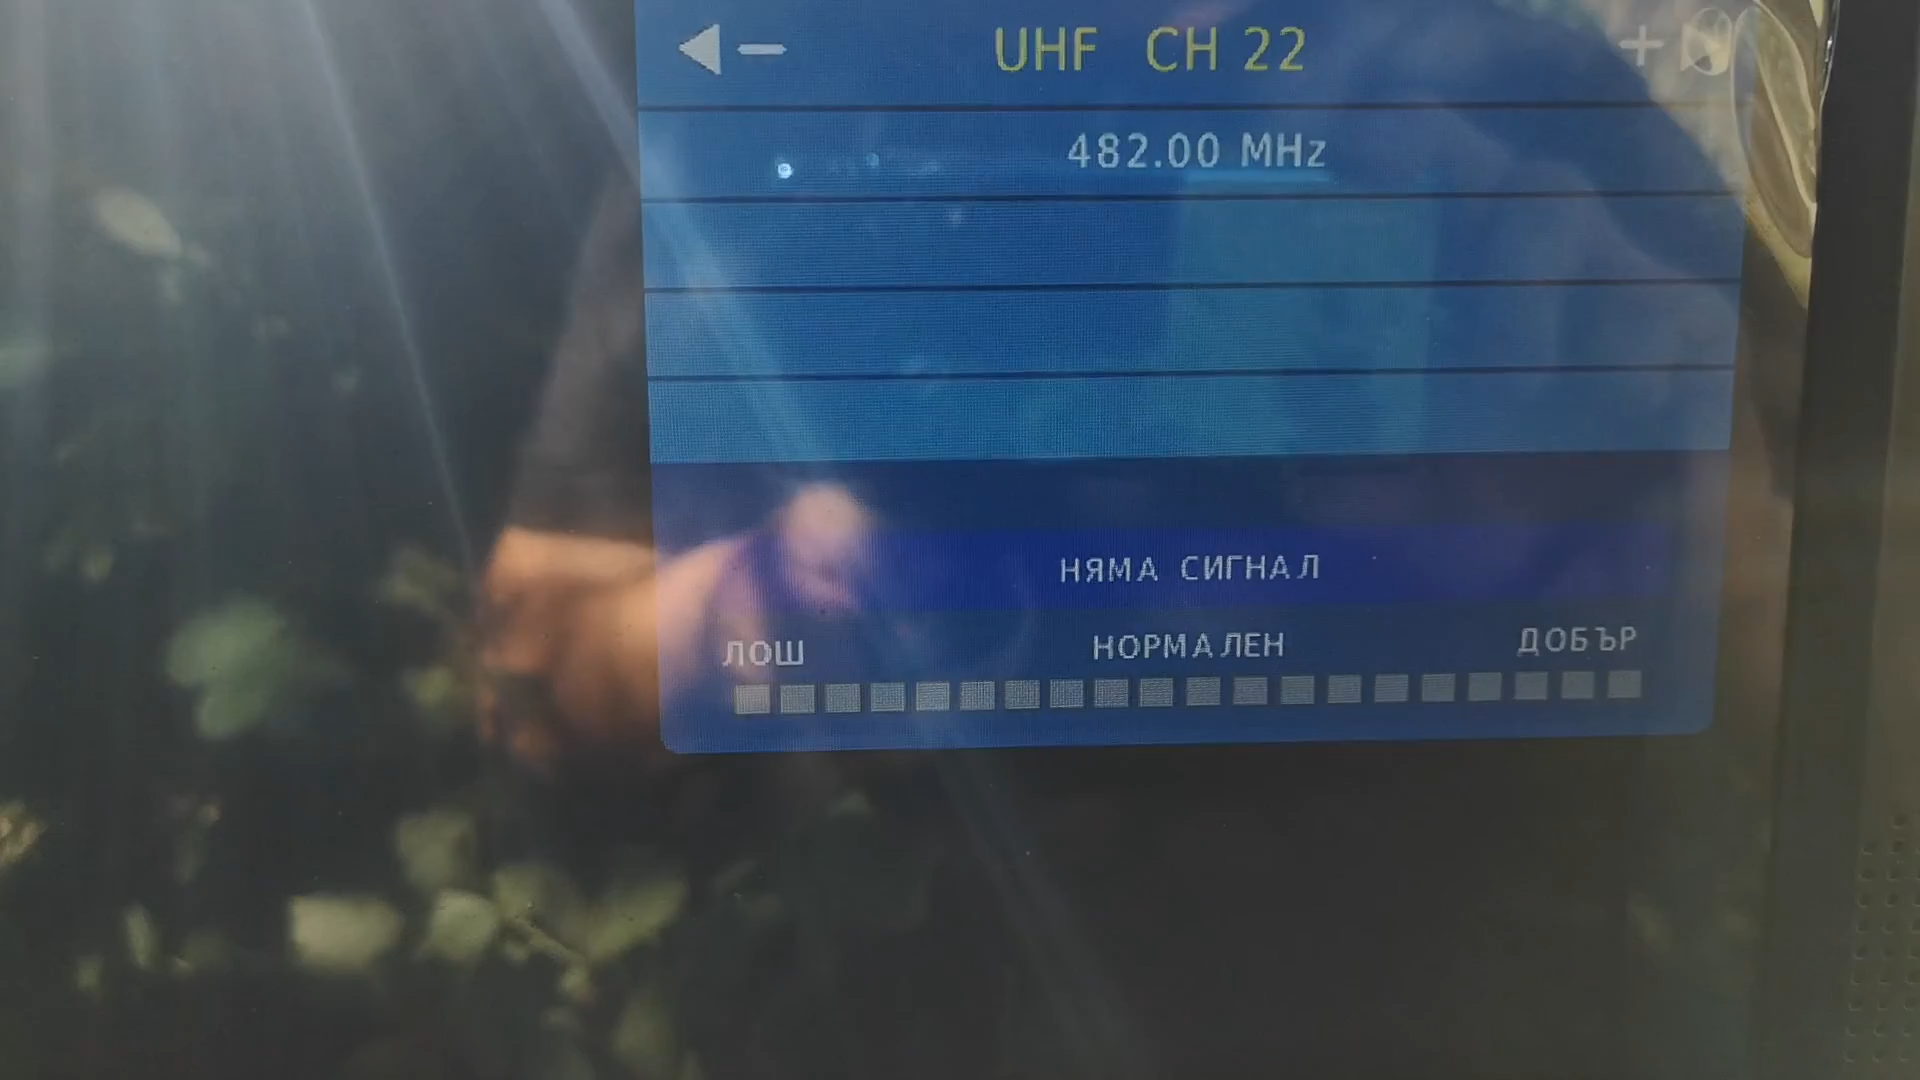 UHF CH 22
482.00 MHz
НЯМА СИГНАЛ
ЛОШ НОРМАЛЕН ДОБЪР